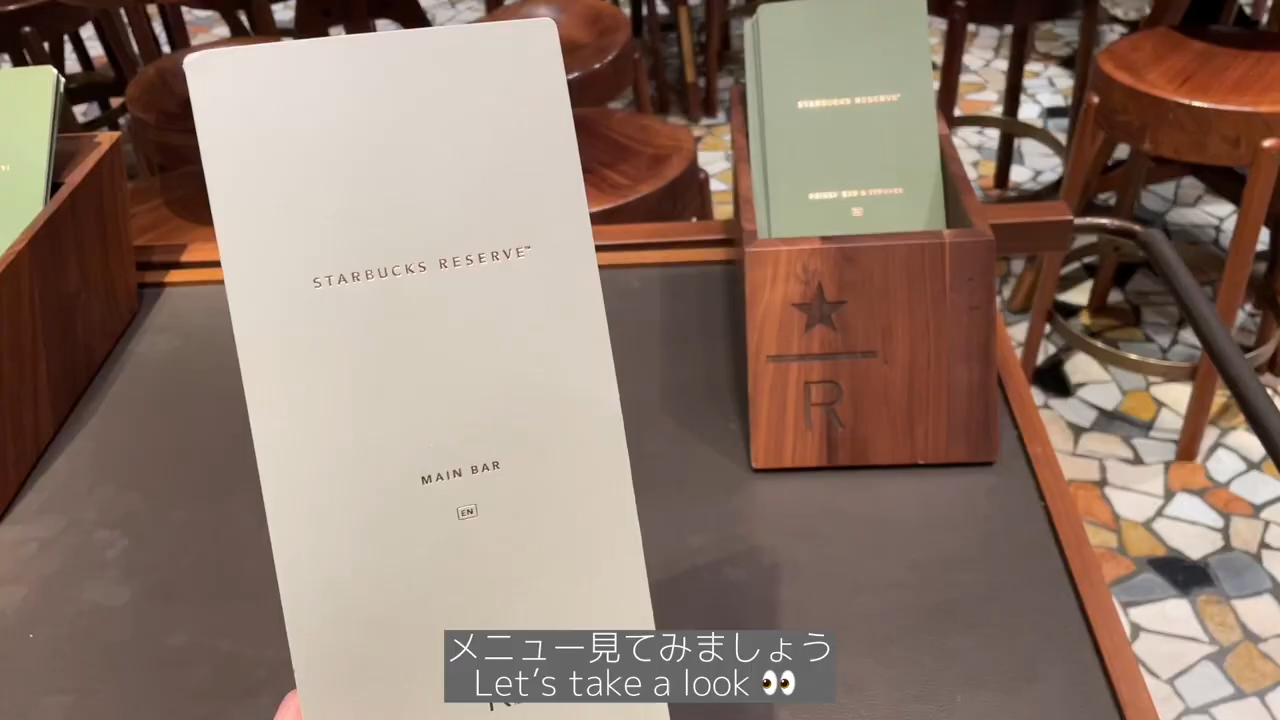 STARBUCKS RESERVE™
MAIN BAR
EN
STARBUCKS RESERVE™
R
メニュー見てみましょう
Let's take a look 👀